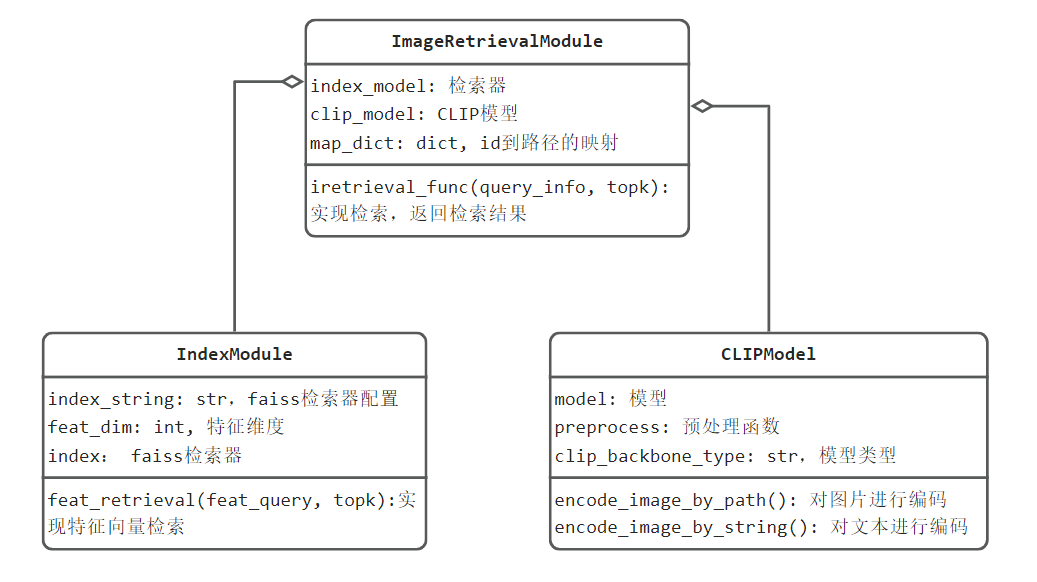 ImageRetrievalModule
index_model: 检索器
clip_model: CLIP模型
map_dict: dict, id到路径的映射
iretrieval_func(query_info, topk):
实现检索，返回检索结果
IndexModule
index_string: str，faiss检索器配置
feat_dim: int, 特征维度
index： faiss检索器
feat_retrieval(feat_query, topk):实
现特征向量检索
CLIPModel
model: 模型
preprocess: 预处理函数
clip_backbone_type: str，模型类型
encode_image_by_path(): 对图片进行编码
encode_image_by_string(): 对文本进行编码